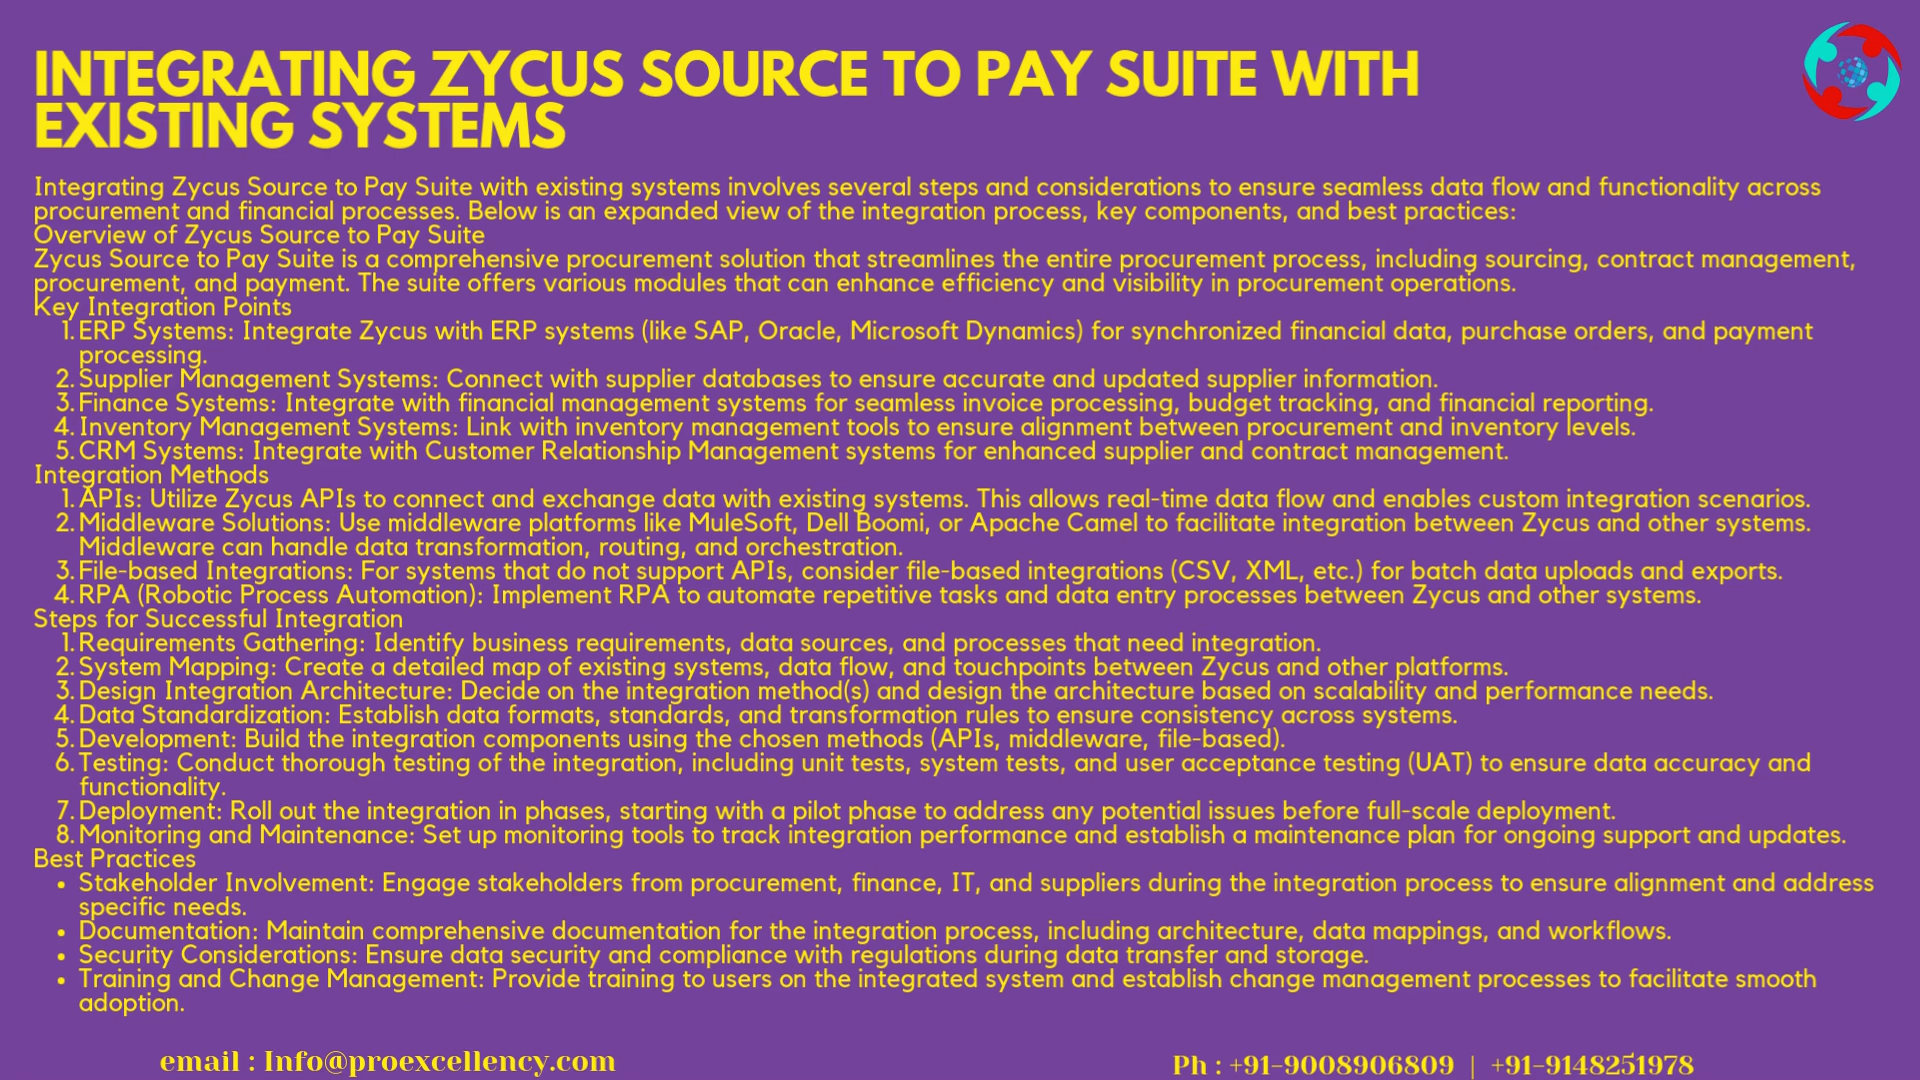 INTEGRATING ZYCUS SOURCE TO PAY SUITE WITH
EXISTING SYSTEMS
Integrating Zycus Source to Pay Suite with existing systems involves several steps and considerations to ensure seamless data flow and functionality across
procurement and financial processes. Below is an expanded view of the integration process, key components, and best practices:
Overview of Zycus Source to Pay Suite
Zycus Source to Pay Suite is a comprehensive procurement solution that streamlines the entire procurement process, including sourcing, contract management,
procurement, and payment. The suite offers various modules that can enhance efficiency and visibility in procurement operations.
Key Integration Points
1. ERP Systems: Integrate Zycus with ERP systems (like SAP, Oracle, Microsoft Dynamics) for synchronized financial data, purchase orders, and payment
processing.
2. Supplier Management Systems: Connect with supplier databases to ensure accurate and updated supplier information.
3. Finance Systems: Integrate with financial management systems for seamless invoice processing, budget tracking, and financial reporting.
4. Inventory Management Systems: Link with inventory management tools to ensure alignment between procurement and inventory levels.
5. CRM Systems: Integrate with Customer Relationship Management systems for enhanced supplier and contract management.
Integration Methods
1. APIs: Utilize Zycus APIs to connect and exchange data with existing systems. This allows real-time data flow and enables custom integration scenarios.
2. Middleware Solutions: Use middleware platforms like MuleSoft, Dell Boomi, or Apache Camel to facilitate integration between Zycus and other systems.
Middleware can handle data transformation, routing, and orchestration.
3. File-based Integrations: For systems that do not support APIs, consider file-based integrations (CSV, XML, etc.) for batch data uploads and exports.
4. RPA (Robotic Process Automation): Implement RPA to automate repetitive tasks and data entry processes between Zycus and other systems.
Steps for Successful Integration
1. Requirements Gathering: Identify business requirements, data sources, and processes that need integration.
2. System Mapping: Create a detailed map of existing systems, data flow, and touchpoints between Zycus and other platforms.
3. Design Integration Architecture: Decide on the integration method(s) and design the architecture based on scalability and performance needs.
4. Data Standardization: Establish data formats, standards, and transformation rules to ensure consistency across systems.
5. Development: Build the integration components using the chosen methods (APIs, middleware, file-based).
6. Testing: Conduct thorough testing of the integration, including unit tests, system tests, and user acceptance testing (UAT) to ensure data accuracy and
functionality.
7. Deployment: Roll out the integration in phases, starting with a pilot phase to address any potential issues before full-scale deployment.
8. Monitoring and Maintenance: Set up monitoring tools to track integration performance and establish a maintenance plan for ongoing support and updates.
Best Practices
• Stakeholder Involvement: Engage stakeholders from procurement, finance, IT, and suppliers during the integration process to ensure alignment and address
specific needs.
• Documentation: Maintain comprehensive documentation for the integration process, including architecture, data mappings, and workflows.
• Security Considerations: Ensure data security and compliance with regulations during data transfer and storage.
• Training and Change Management: Provide training to users on the integrated system and establish change management processes to facilitate smooth
adoption.
email : Info@proexcellency.com
Ph : +91-9008906809 | +91-9148251978